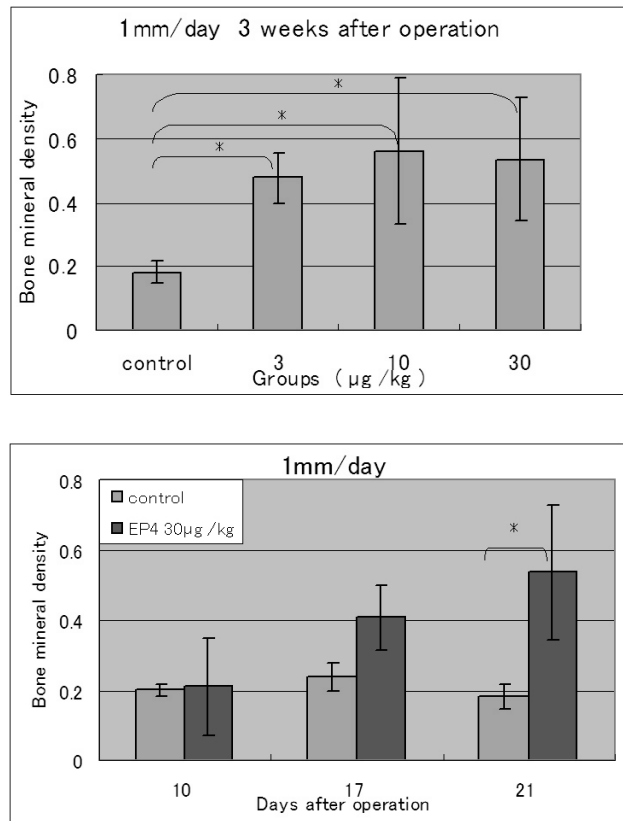 1mm/day 3 weeks after operation
Bone mineral density
0.8
0.6
0.4
0.2
0
*
*
*
control 3 10 30
Groups ( µg /kg )
1mm/day
Bone mineral density
0.8
0.6
0.4
0.2
0
control
EP4 30µg /kg
*
10 17 21
Days after operation